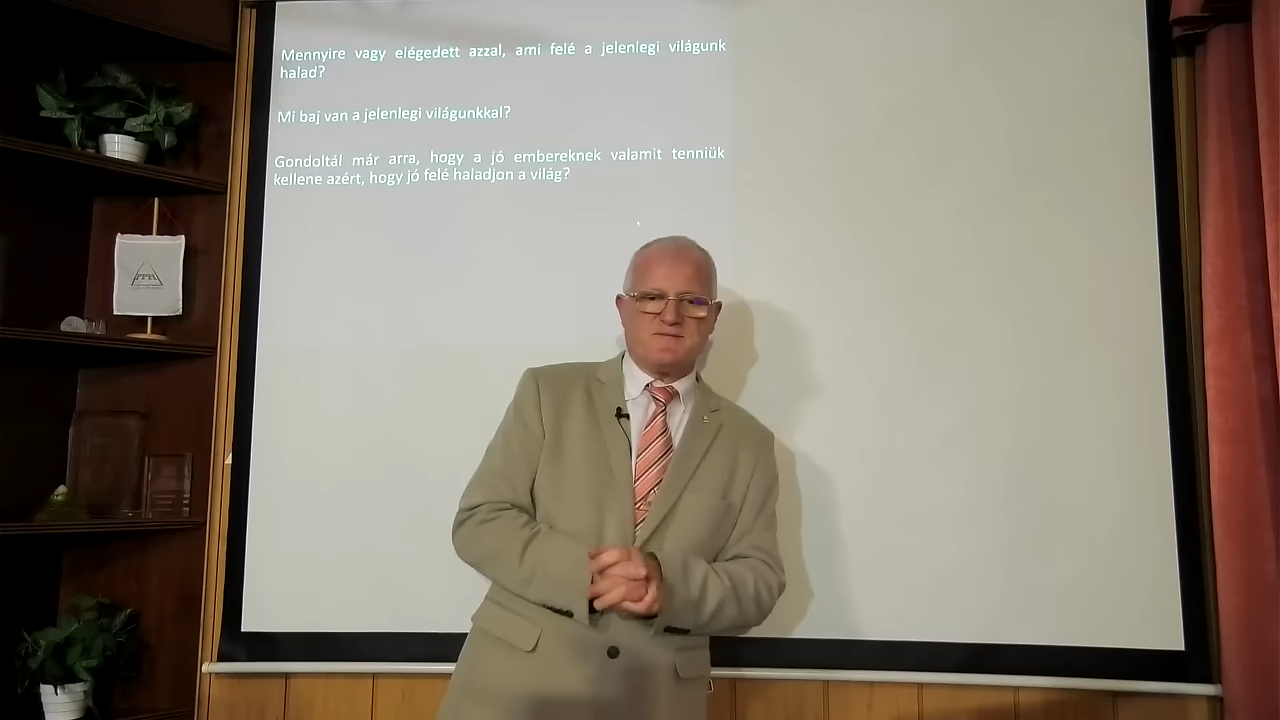 Mennyire vagy elégedett azzal, ami felé a jelenlegi világunk
halad?
Mi baj van a jelenlegi világunkkal?
Gondoltál már arra, hogy a jó embereknek valamit tenniük
kellene azért, hogy jó felé haladjon a világ?